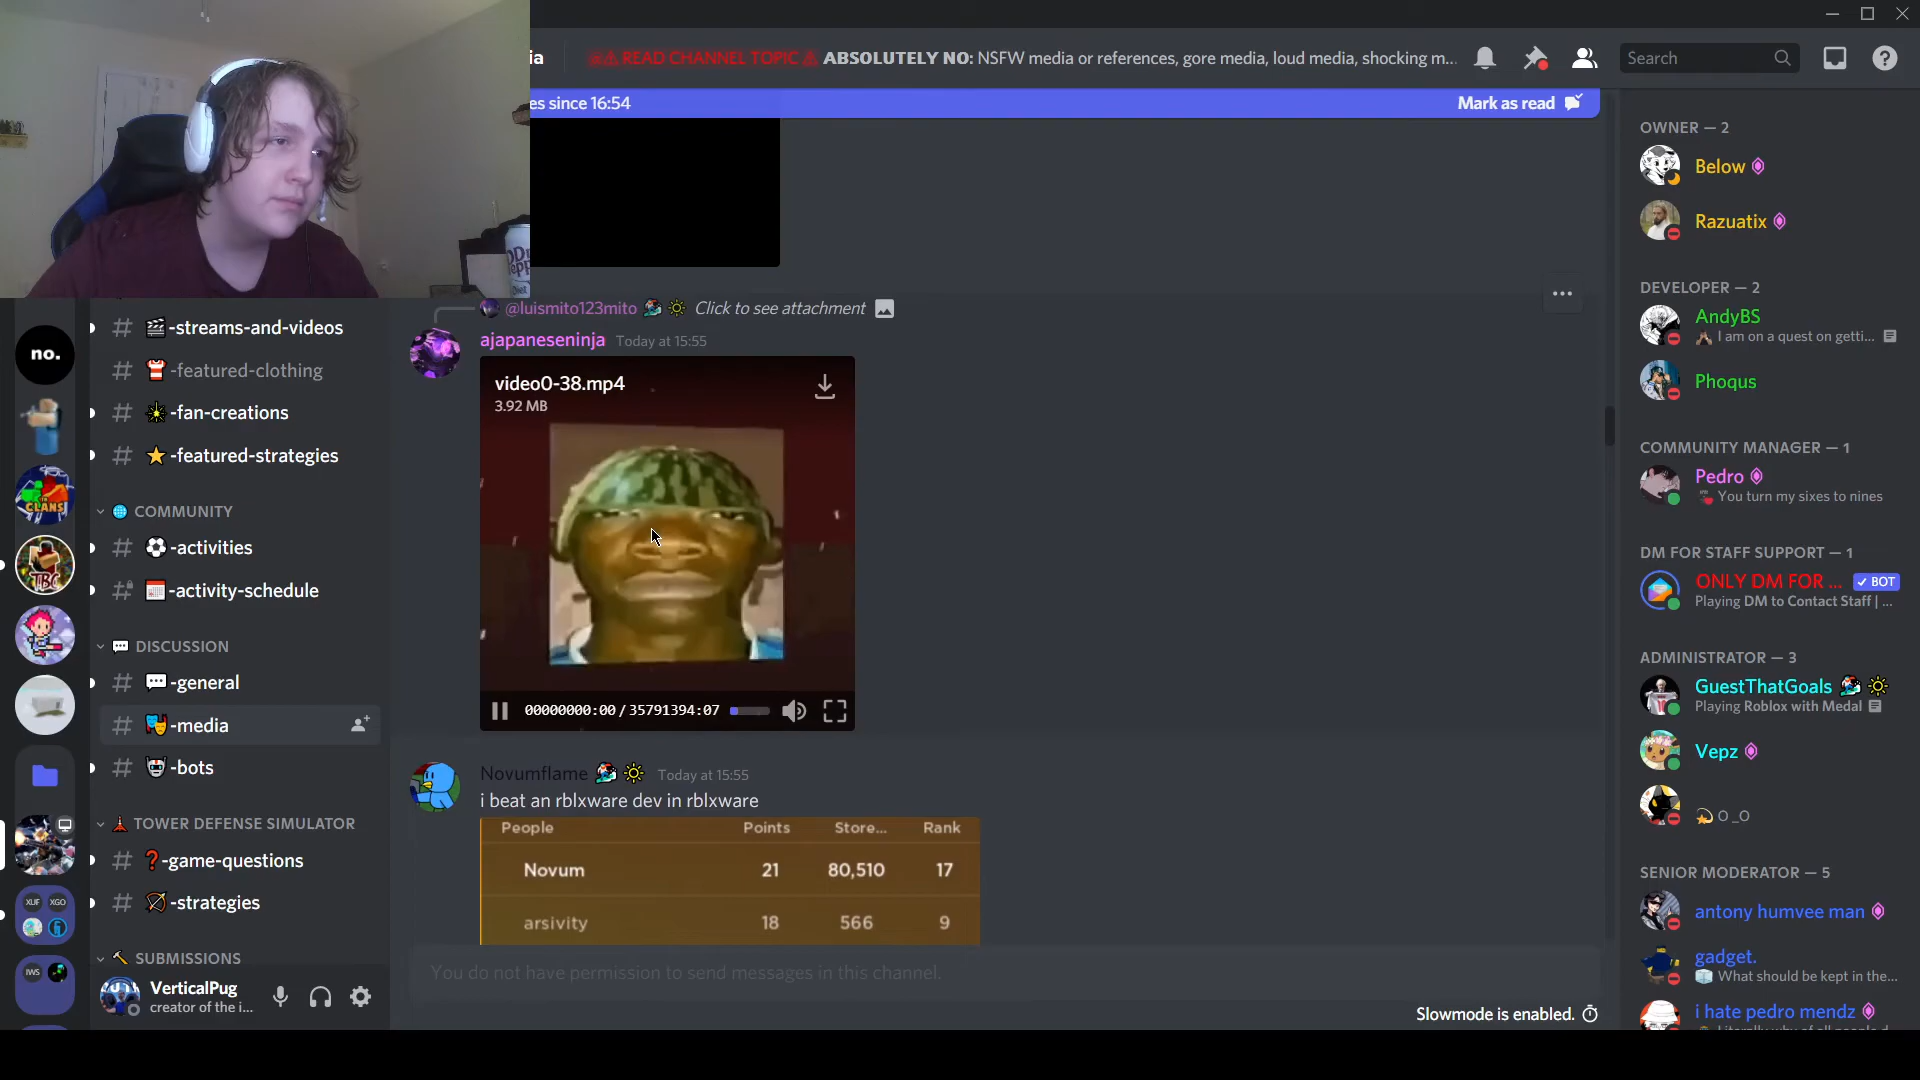 ia
READ CHANNEL TOPIC ABSOLUTELY NO: NSFW media or references, gore media, loud media, shocking m...
Search
es since 16:54
Mark as read
no.
-streams-and-videos
-featured-clothing
-fan-creations
-featured-strategies
COMMUNITY
-activities
-activity-schedule
DISCUSSION
-general
-media
-bots
TOWER DEFENSE SIMULATOR
-game-questions
-strategies
SUBMISSIONS
CLANS
TBC
XUF XGO
IWS
VerticalPug
creator of the i...
@luismito123mito Click to see attachment
ajapaneseninja Today at 15:55
video0-38.mp4
3.92 MB
00000000:00 / 35791394:07
Novumflame Today at 15:55
i beat an rblxware dev in rblxware
People Points Store... Rank
Novum 21 80,510 17
arsivity 18 566 9
You do not have permission to send messages in this channel.
Slowmode is enabled.
OWNER — 2
Below
Razuatix
DEVELOPER — 2
AndyBS
I am on a quest on getti...
Phoqus
COMMUNITY MANAGER — 1
Pedro
You turn my sixes to nines
DM FOR STAFF SUPPORT — 1
ONLY DM FOR ... ✓ BOT
Playing DM to Contact Staff | ...
ADMINISTRATOR — 3
GuestThatGoals
Playing Roblox with Medal
Vepz
O_O
SENIOR MODERATOR — 5
antony humvee man
gadget.
What should be kept in the...
i hate pedro mendz